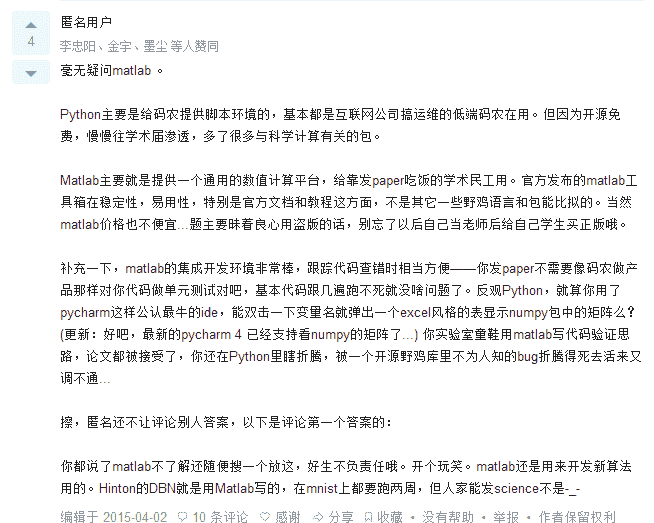 匿名用户
4
李忠阳、金宇、墨尘 等人赞同
毫无疑问matlab 。
Python主要是给码农提供脚本环境的，基本都是互联网公司搞运维的低端码农在用。但因为开源免
费，慢慢往学术届渗透，多了很多与科学计算有关的包。
Matlab主要就是提供一个通用的数值计算平台，给靠发paper吃饭的学术民工用。官方发布的matlab工
具箱在稳定性，易用性，特别是官方文档和教程这方面，不是其它一些野鸡语言和包能比拟的。当然
matlab价格也不便宜...题主要昧着良心用盗版的话，别忘了以后自己当老师后给自己学生买正版哦。
补充一下，matlab的集成开发环境非常棒，跟踪代码查错时相当方便——你发paper不需要像码农做产
品那样对你代码做单元测试对吧，基本代码跟几遍跑不死就没啥问题了。反观Python，就算你用了
pycharm这样公认最牛的ide，能双击一下变量名就弹出一个excel风格的表显示numpy包中的矩阵么？
(更新：好吧，最新的pycharm 4 已经支持看numpy的矩阵了...) 你实验室童鞋用matlab写代码验证思
路，论文都被接受了，你还在Python里瞎折腾，被一个开源野鸡库里不为人知的bug折腾得死去活来又
调不通...
擦，匿名还不让评论别人答案，以下是评论第一个答案的：
你都说了matlab不了解还随便搜一个放这，好生不负责任哦。开个玩笑。matlab还是用来开发新算法
用的。Hinton的DBN就是用Matlab写的，在mnist上都要跑两周，但人家能发science不是-_-
编辑于 2015-04-02 10 条评论 感谢 分享 收藏 • 没有帮助 • 举报 • 作者保留权利